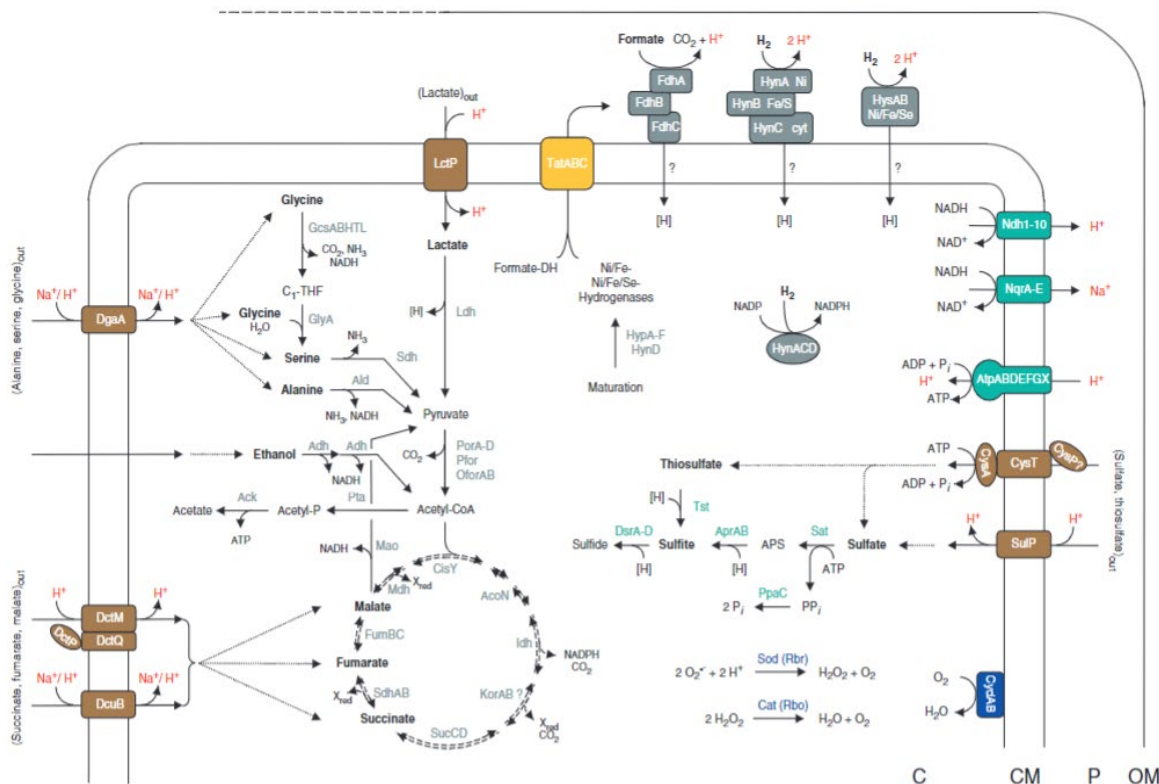 Formate CO₂ + H⁺
FdhA
FdhB
FdhC
?
[H]
H₂ 2 H⁺
HynA Ni
HynB Fe/S
HynC cyt
?
[H]
H₂ 2 H⁺
HysAB
Ni/Fe/Se
?
[H]
(Lactate)out
H⁺
LctP
H⁺
Lactate
[H]
Ldh
TatABC
Formate-DH
Ni/Fe-
Ni/Fe/Se-
Hydrogenases
HypA-F
HynD
Maturation
NADP
H₂
NADPH
HynACD
(Alanine, serine, glycine)out
Na⁺/ H⁺
DgaA
Na⁺/ H⁺
Glycine
GcsABHTL
CO₂, NH₃
NADH
C₁-THF
Glycine
H₂O
GlyA
Serine
NH₃
Sdh
Alanine
Ald
NH₃, NADH
Pyruvate
CO₂
PorA-D
Pfor
OforAB
Ethanol
Adh
Adh
NADH
Acetate
Ack
ATP
Acetyl-P
Pta
Acetyl-CoA
NADH
Mao
CisY
Mdh
Xred
AcoN
Malate
FumBC
Idh
NADPH
CO₂
Fumarate
Xred
SdhAB
KorAB ?
Xred
CO₂
Succinate
SucCD
(Succinate, fumarate, malate)out
H⁺
DctM
H⁺
DctP
DctQ
Na⁺/ H⁺
DcuB
Na⁺/ H⁺
NADH
NAD⁺
Ndh1-10
H⁺
NADH
NAD⁺
NqrA-E
Na⁺
ADP + Pi
H⁺
ATP
AtpABDEFGX
H⁺
ATP
ADP + Pi
CysA
CysT
CysP?
(Sulfate, thiosulfate)out
H⁺
SulP
H⁺
Thiosulfate
[H]
Tst
Sulfide
DsrA-D
[H]
Sulfite
AprAB
[H]
APS
Sat
ATP
Sulfate
2 Pi
PpaC
PPi
2 O₂•⁻ + 2 H⁺
Sod (Rbr)
H₂O₂ + O₂
2 H₂O₂
Cat (Rbo)
H₂O + O₂
O₂
H₂O
CydAB
C CM P OM